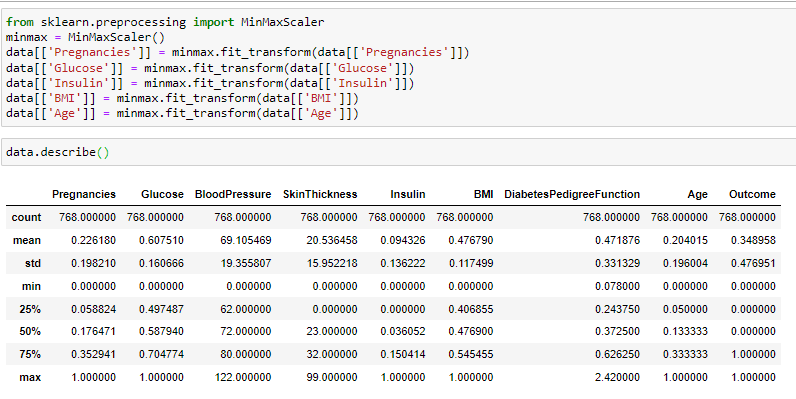 from sklearn.preprocessing import MinMaxScaler
minmax = MinMaxScaler()
data[['Pregnancies']] = minmax.fit_transform(data[['Pregnancies']])
data[['Glucose']] = minmax.fit_transform(data[['Glucose']])
data[['Insulin']] = minmax.fit_transform(data[['Insulin']])
data[['BMI']] = minmax.fit_transform(data[['BMI']])
data[['Age']] = minmax.fit_transform(data[['Age']])
data.describe()
Pregnancies Glucose BloodPressure SkinThickness Insulin BMI DiabetesPedigreeFunction Age Outcome
count 768.000000 768.000000 768.000000 768.000000 768.000000 768.000000 768.000000 768.000000 768.000000
mean 0.226180 0.607510 69.105469 20.536458 0.094326 0.476790 0.471876 0.204015 0.348958
std 0.198210 0.160666 19.355807 15.952218 0.136222 0.117499 0.331329 0.196004 0.476951
min 0.000000 0.000000 0.000000 0.000000 0.000000 0.000000 0.078000 0.000000 0.000000
25% 0.058824 0.497487 62.000000 0.000000 0.000000 0.406855 0.243750 0.050000 0.000000
50% 0.176471 0.587940 72.000000 23.000000 0.036052 0.476900 0.372500 0.133333 0.000000
75% 0.352941 0.704774 80.000000 32.000000 0.150414 0.545455 0.626250 0.333333 1.000000
max 1.000000 1.000000 122.000000 99.000000 1.000000 1.000000 2.420000 1.000000 1.000000